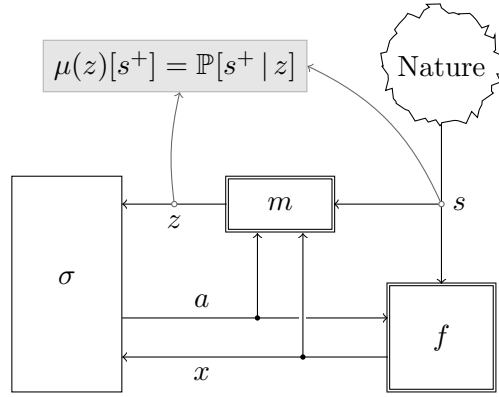 μ(z)[s⁺] = ℙ[s⁺ | z]
Nature
m
s
z
σ
a
f
x